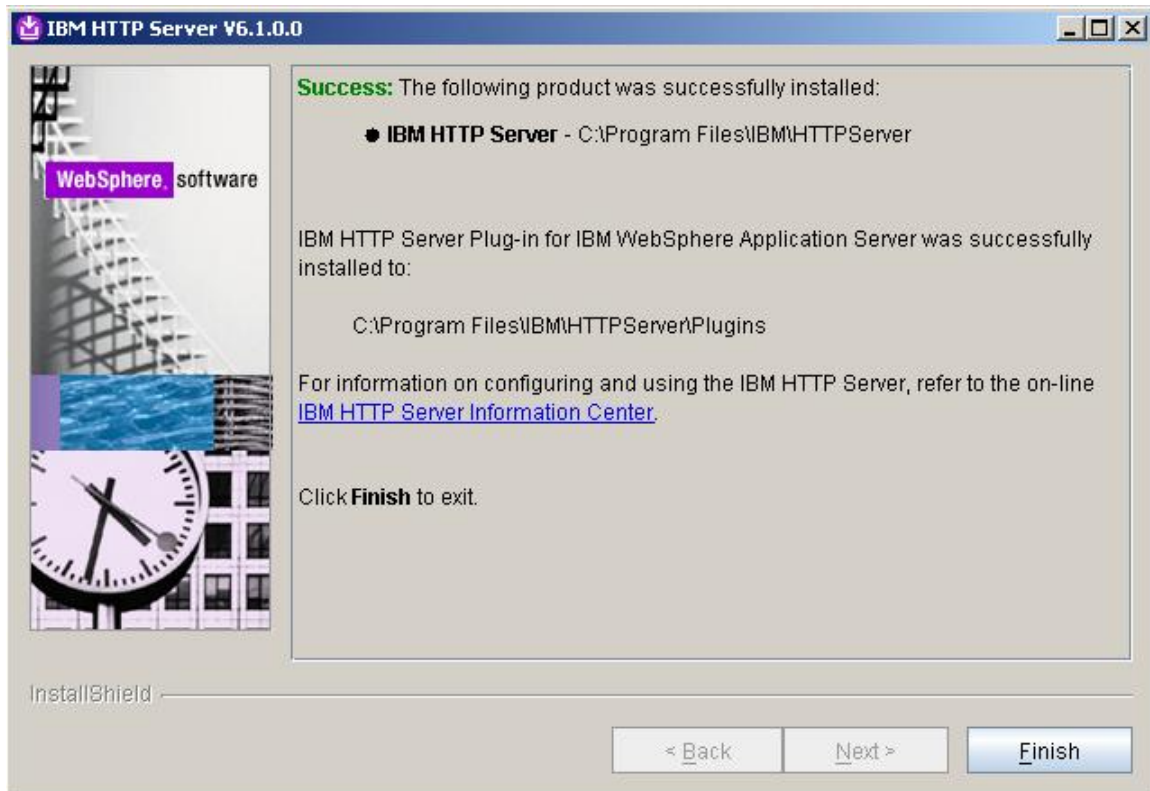 IBM HTTP Server V6.1.0.0
WebSphere. software
Success: The following product was successfully installed:
● IBM HTTP Server - C:\Program Files\IBM\HTTPServer
IBM HTTP Server Plug-in for IBM WebSphere Application Server was successfully
installed to:
C:\Program Files\IBM\HTTPServer\Plugins
For information on configuring and using the IBM HTTP Server, refer to the on-line
IBM HTTP Server Information Center.
Click Finish to exit.
InstallShield
< Back
Next >
Finish